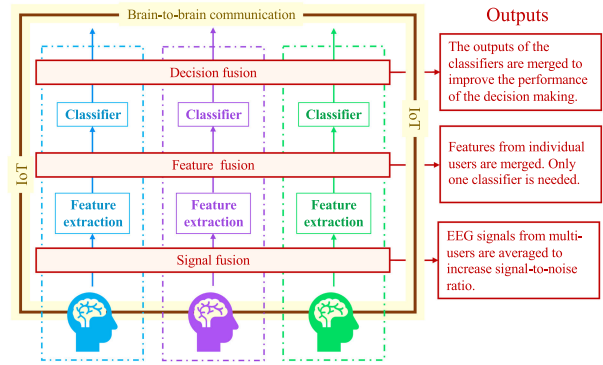 Brain-to-brain communication
Outputs
Decision fusion
The outputs of the
classifiers are merged to
improve the performance
of the decision making.
Classifier
Classifier
Classifier
IoT
IoT
Feature fusion
Features from individual
users are merged. Only
one classifier is needed.
Feature
extraction
Feature
extraction
Feature
extraction
Signal fusion
EEG signals from multi-
users are averaged to
increase signal-to-noise
ratio.